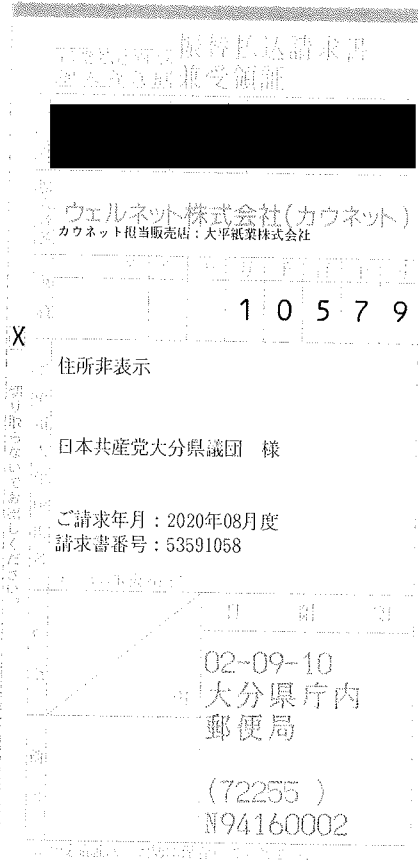 振替払込請求書
兼受領証
ウェルネット株式会社(カウネット)
カウネット担当販売店：大平紙業株式会社
10579
X
住所非表示
日本共産党大分県議団　様
ご請求年月：2020年08月度
請求書番号：53591058
日 附 印
02-09-10
大分県庁内
郵便局
(72255 )
N94160002